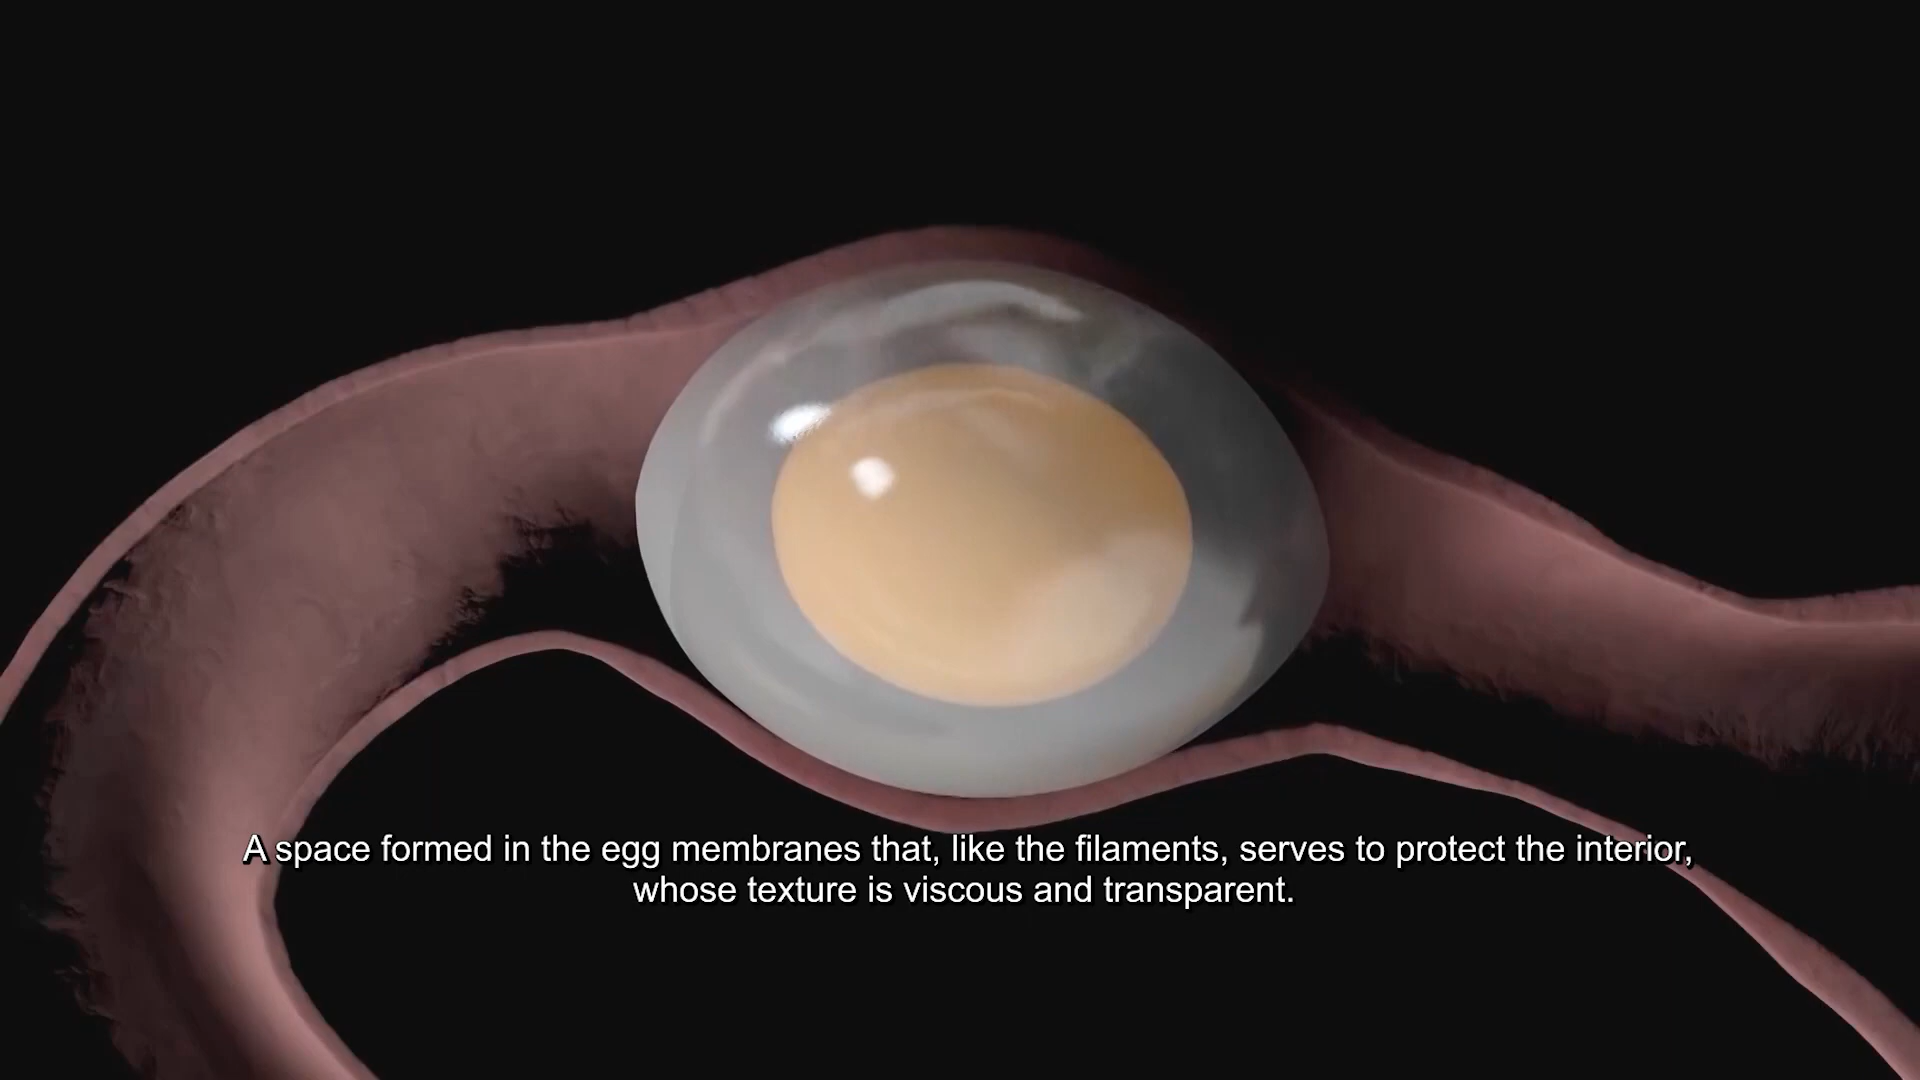 A space formed in the egg membranes that, like the filaments, serves to protect the interior,
whose texture is viscous and transparent.